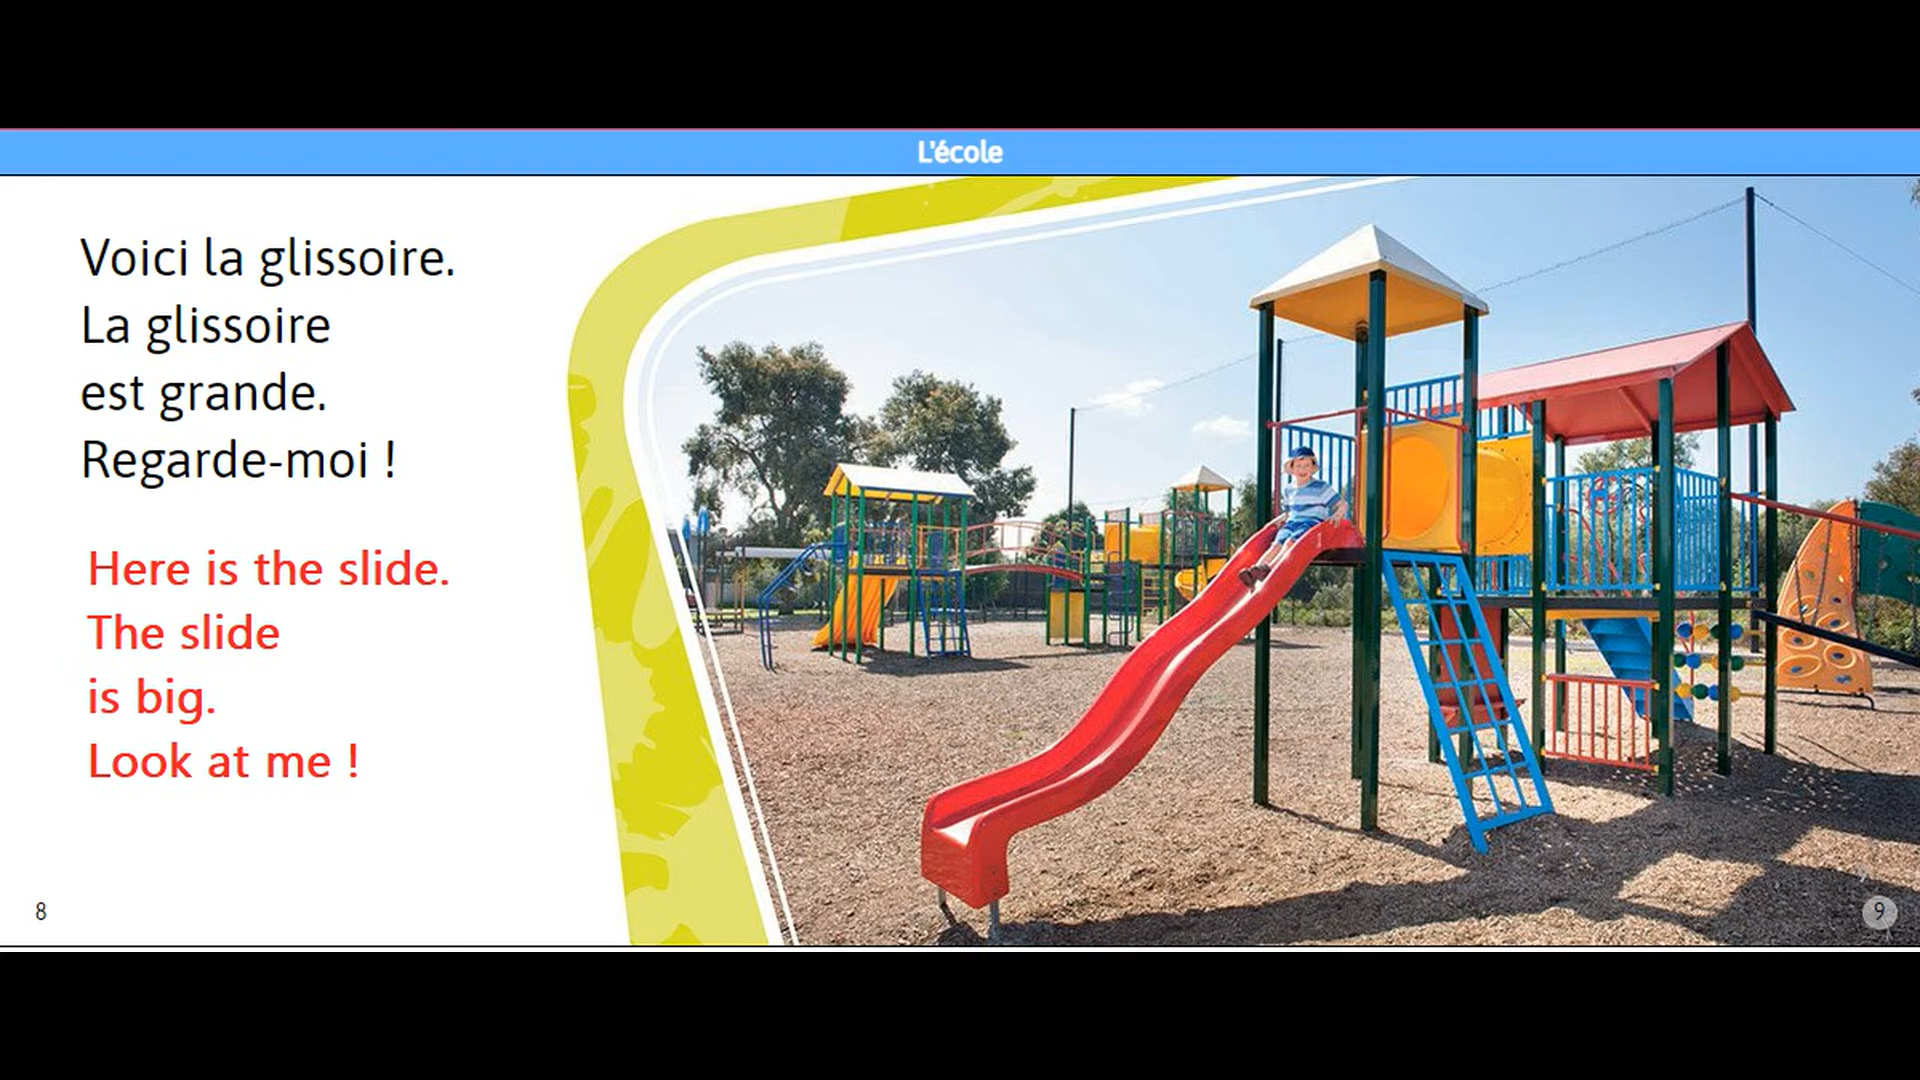 L'école
Voici la glissoire.
La glissoire
est grande.
Regarde-moi !
Here is the slide.
The slide
is big.
Look at me !
8
9